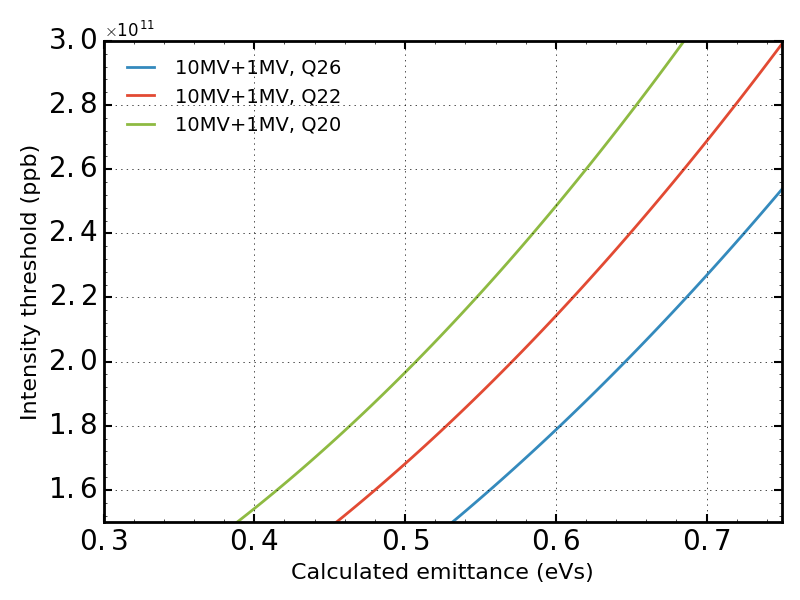 ×10¹¹
3.0
2.8
2.6
2.4
2.2
2.0
1.8
1.6
Intensity threshold (ppb)
10MV+1MV, Q26
10MV+1MV, Q22
10MV+1MV, Q20
0.3 0.4 0.5 0.6 0.7
Calculated emittance (eVs)